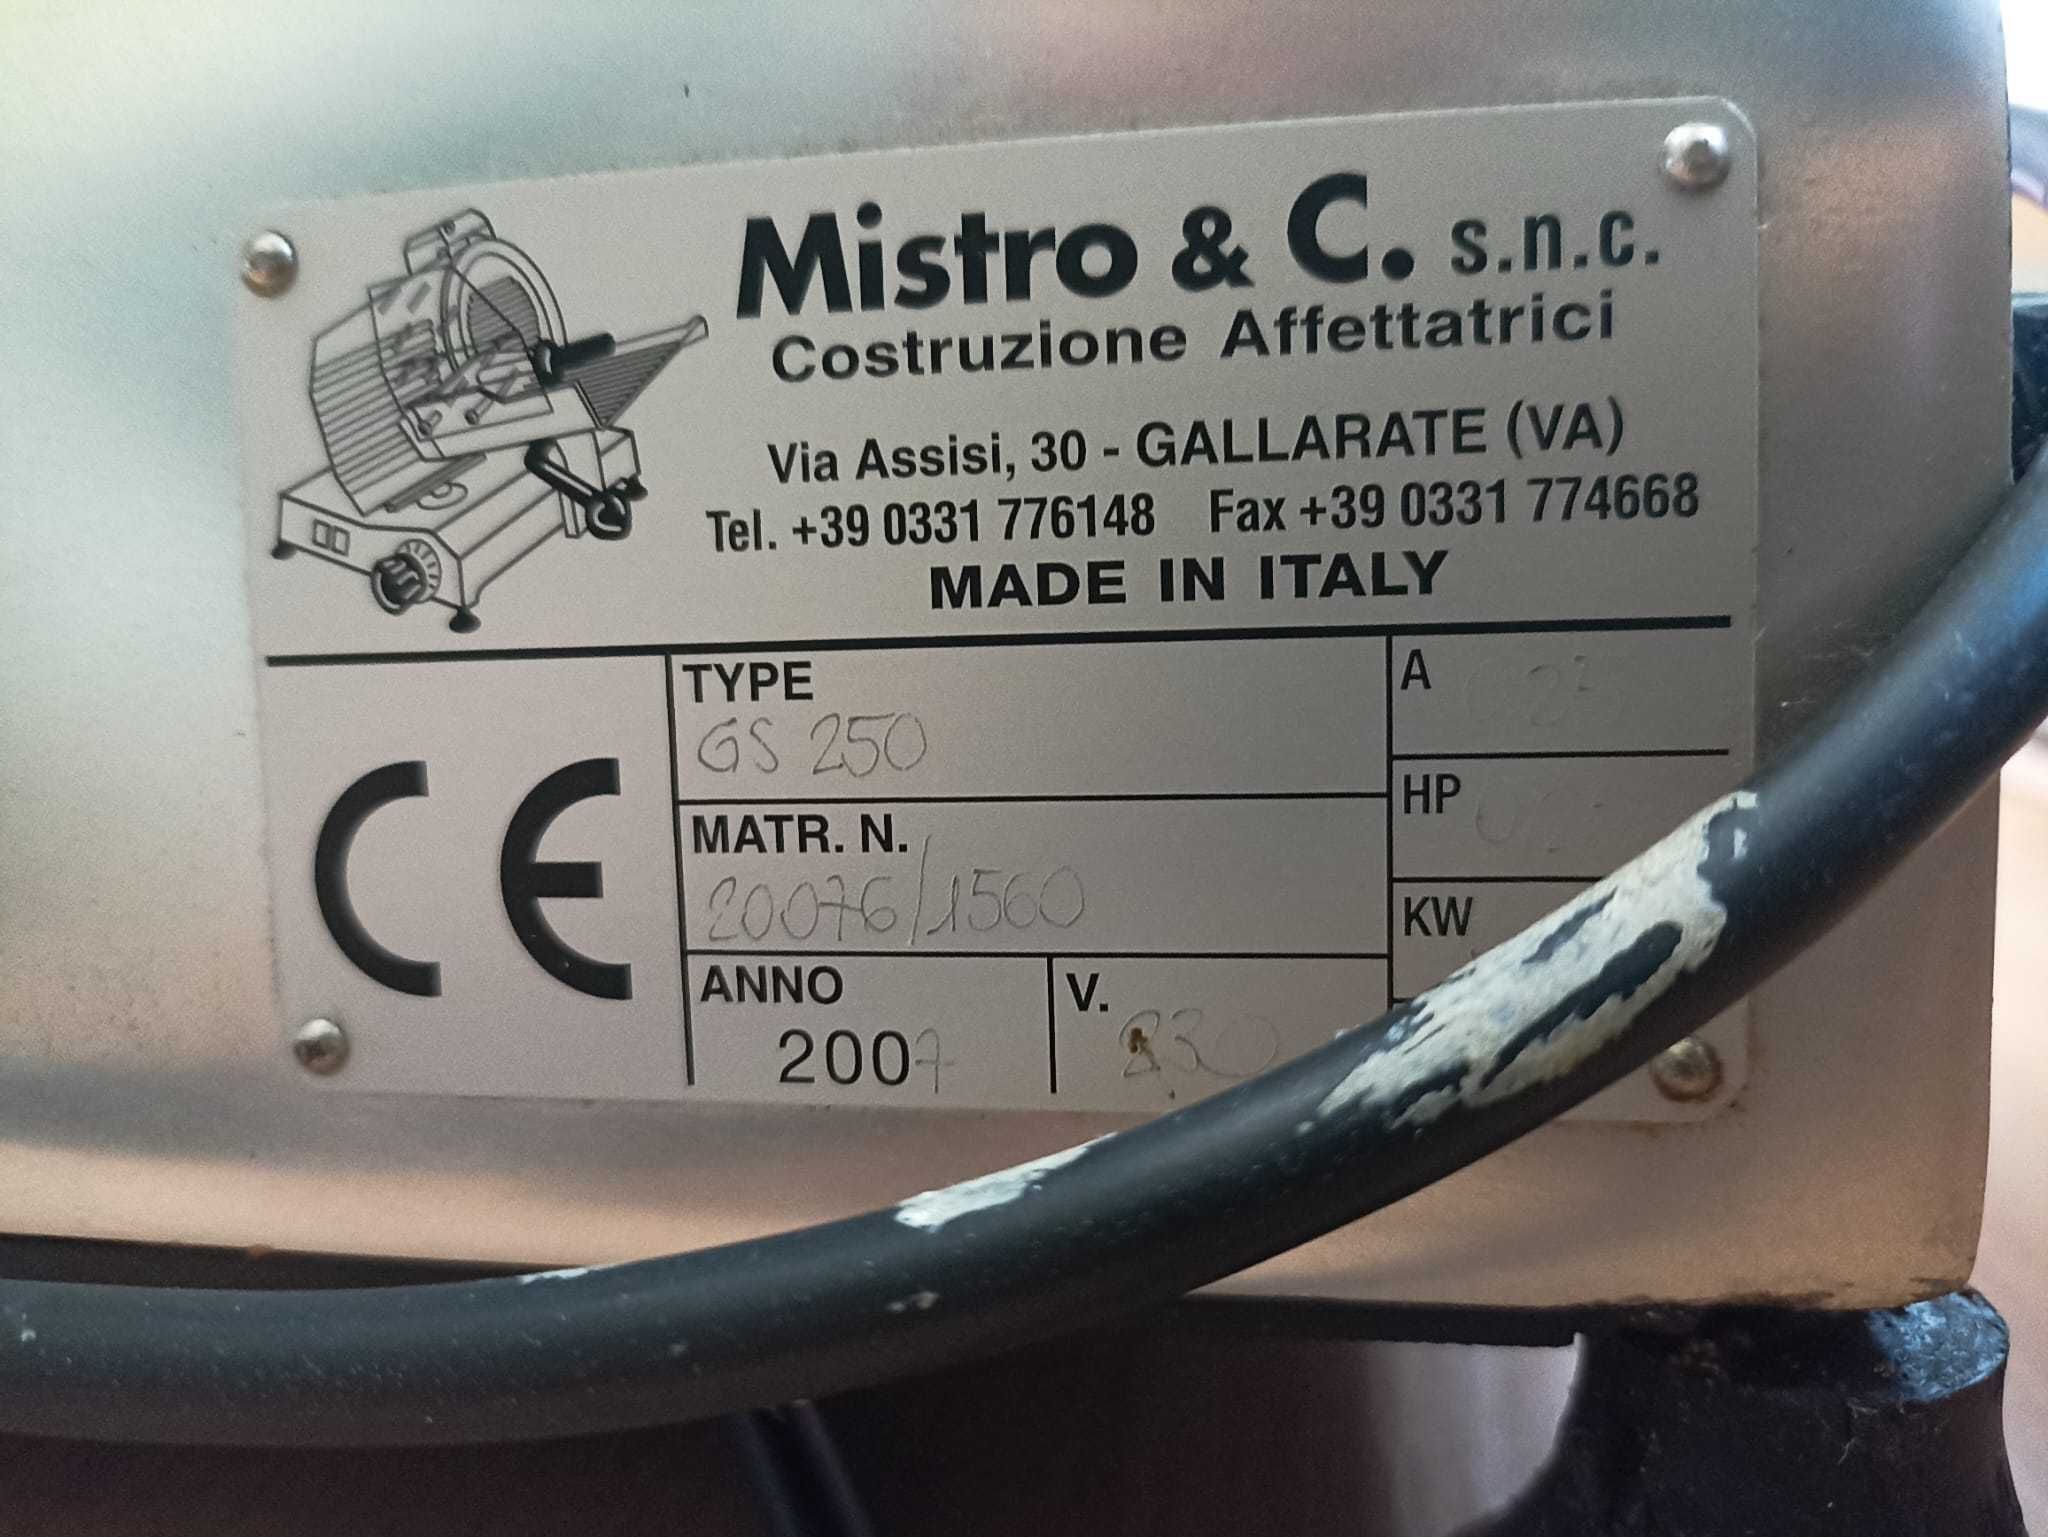 Mistro & C. s.n.c.
Costruzione Affettatrici
Via Assisi, 30 - GALLARATE (VA)
Tel. +39 0331 776148 Fax +39 0331 774668
MADE IN ITALY
CE
TYPE
GS 250
MATR. N.
20076/1560
ANNO
2007
V.
230
A
HP
KW